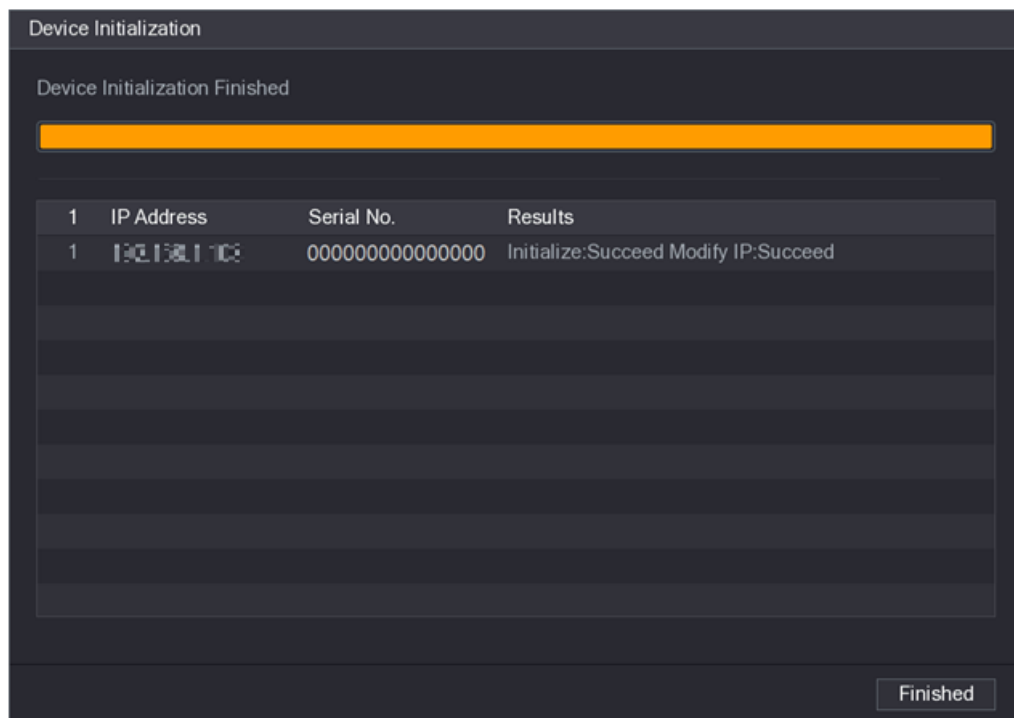 Device Initialization
Device Initialization Finished
1 IP Address Serial No. Results
1 000000000000000 Initialize:Succeed Modify IP:Succeed
Finished